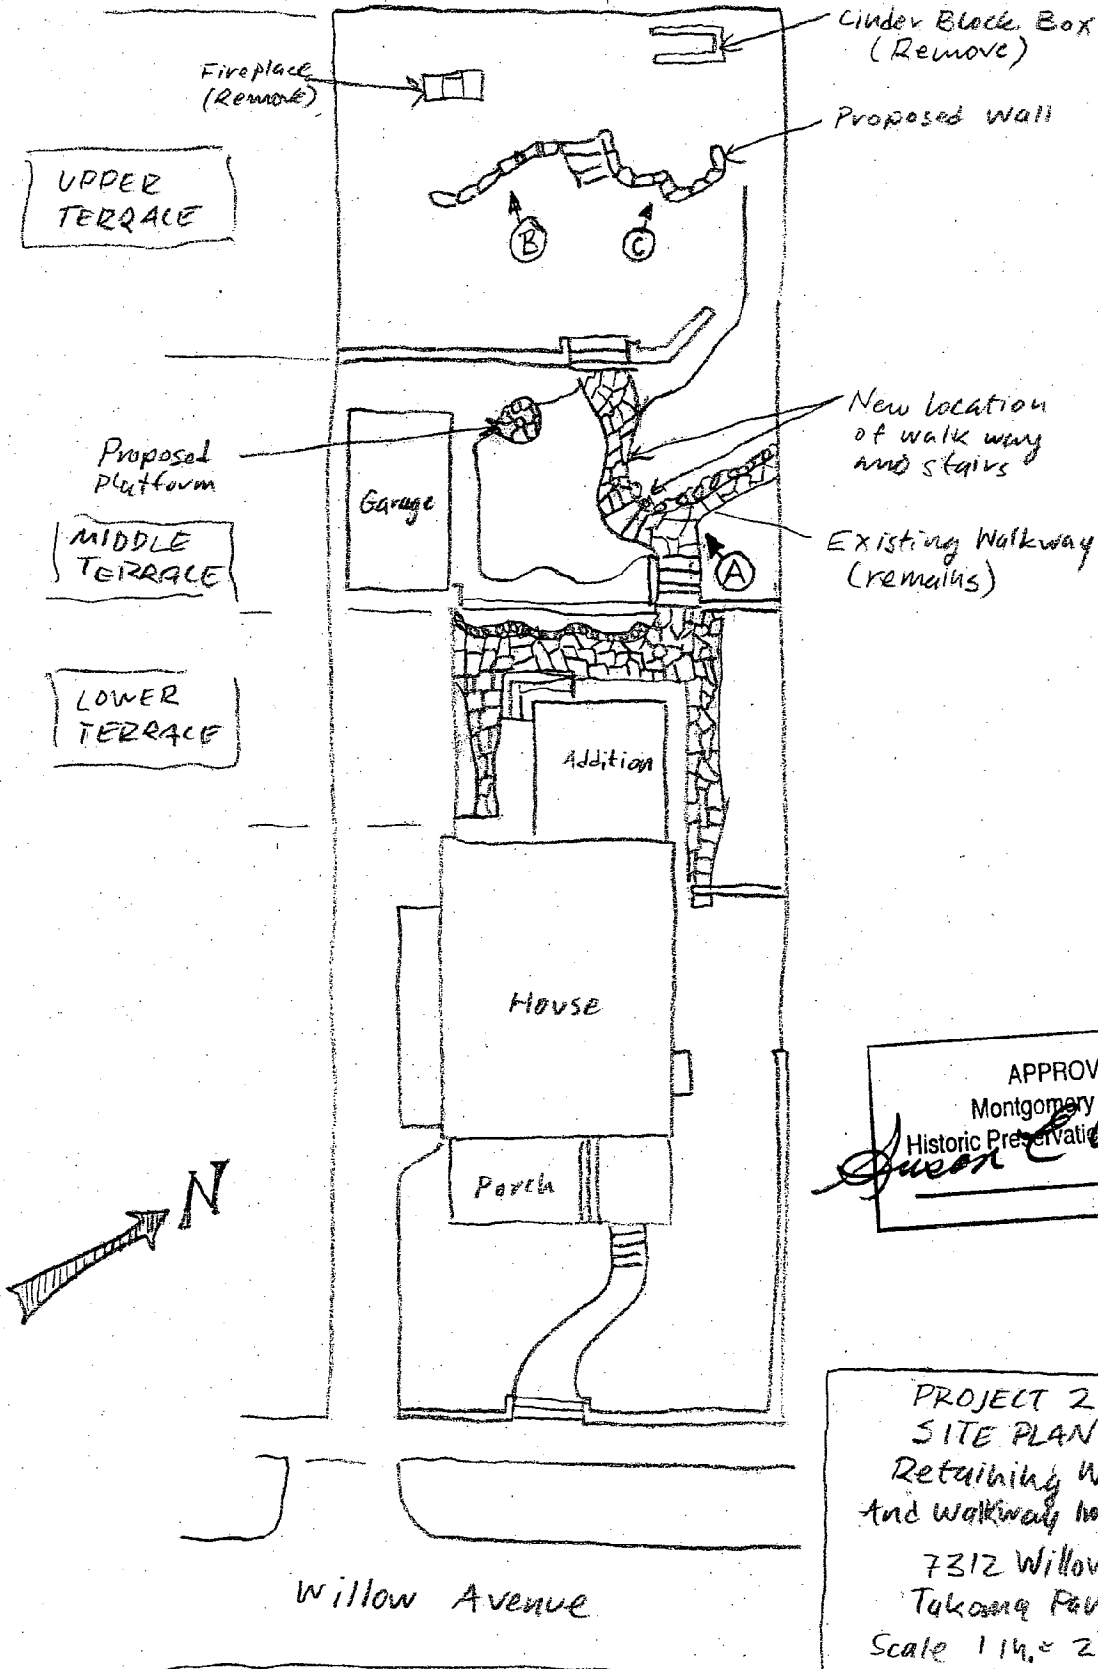 Cinder Block Box
(Remove)
Fireplace
(Remove)
Proposed Wall
UPPER
TERRACE
B
C
New Location
of walk way
and stairs
Proposed
Platform
Garage
MIDDLE
TERRACE
Existing Walkway
(remains)
A
LOWER
TERRACE
Addition
House
APPROV
Montgomery
Historic Preservati
Porch
N
PROJECT 2
SITE PLAN
Retaining W
And Walkway
7312 Willow
Takoma
Scale 1 in. = 2
Willow Avenue